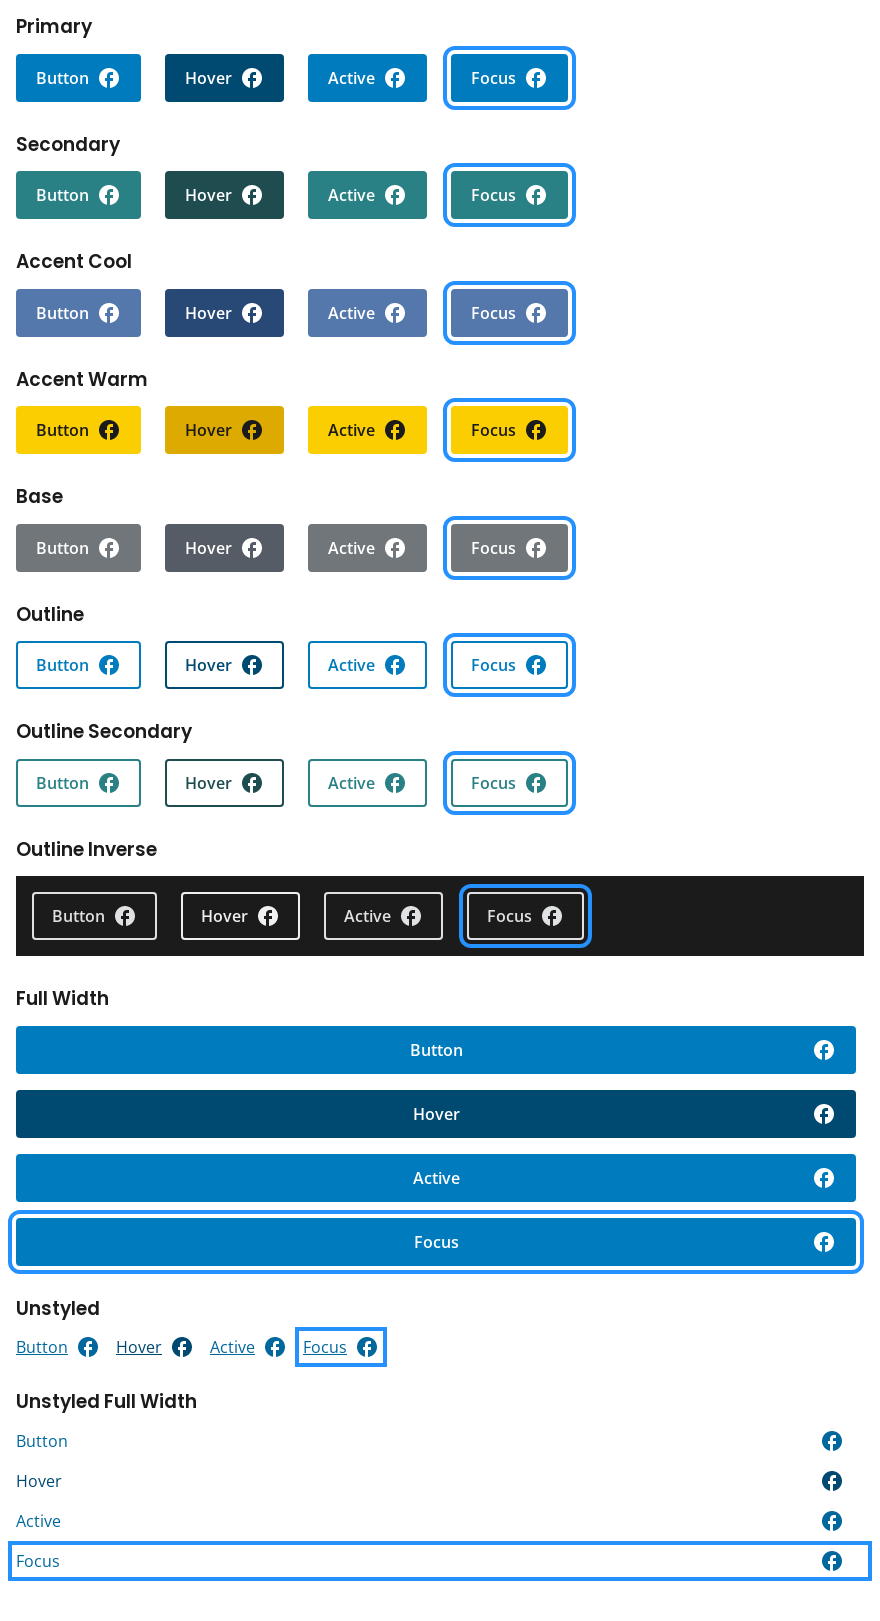 Primary
Button Hover Active Focus
Secondary
Button Hover Active Focus
Accent Cool
Button Hover Active Focus
Accent Warm
Button Hover Active Focus
Base
Button Hover Active Focus
Outline
Button Hover Active Focus
Outline Secondary
Button Hover Active Focus
Outline Inverse
Button Hover Active Focus
Full Width
Button
Hover
Active
Focus
Unstyled
Button Hover Active Focus
Unstyled Full Width
Button
Hover
Active
Focus